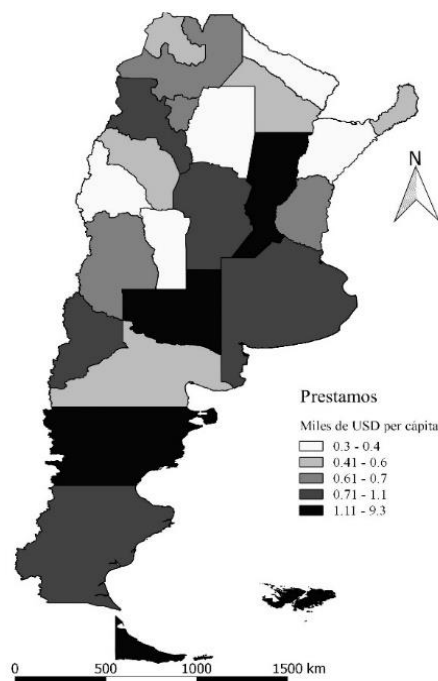 N
Prestamos
Miles de USD per cápita
0.3 - 0.4
0.41 - 0.6
0.61 - 0.7
0.71 - 1.1
1.11 - 9.3
0 500 1000 1500 km